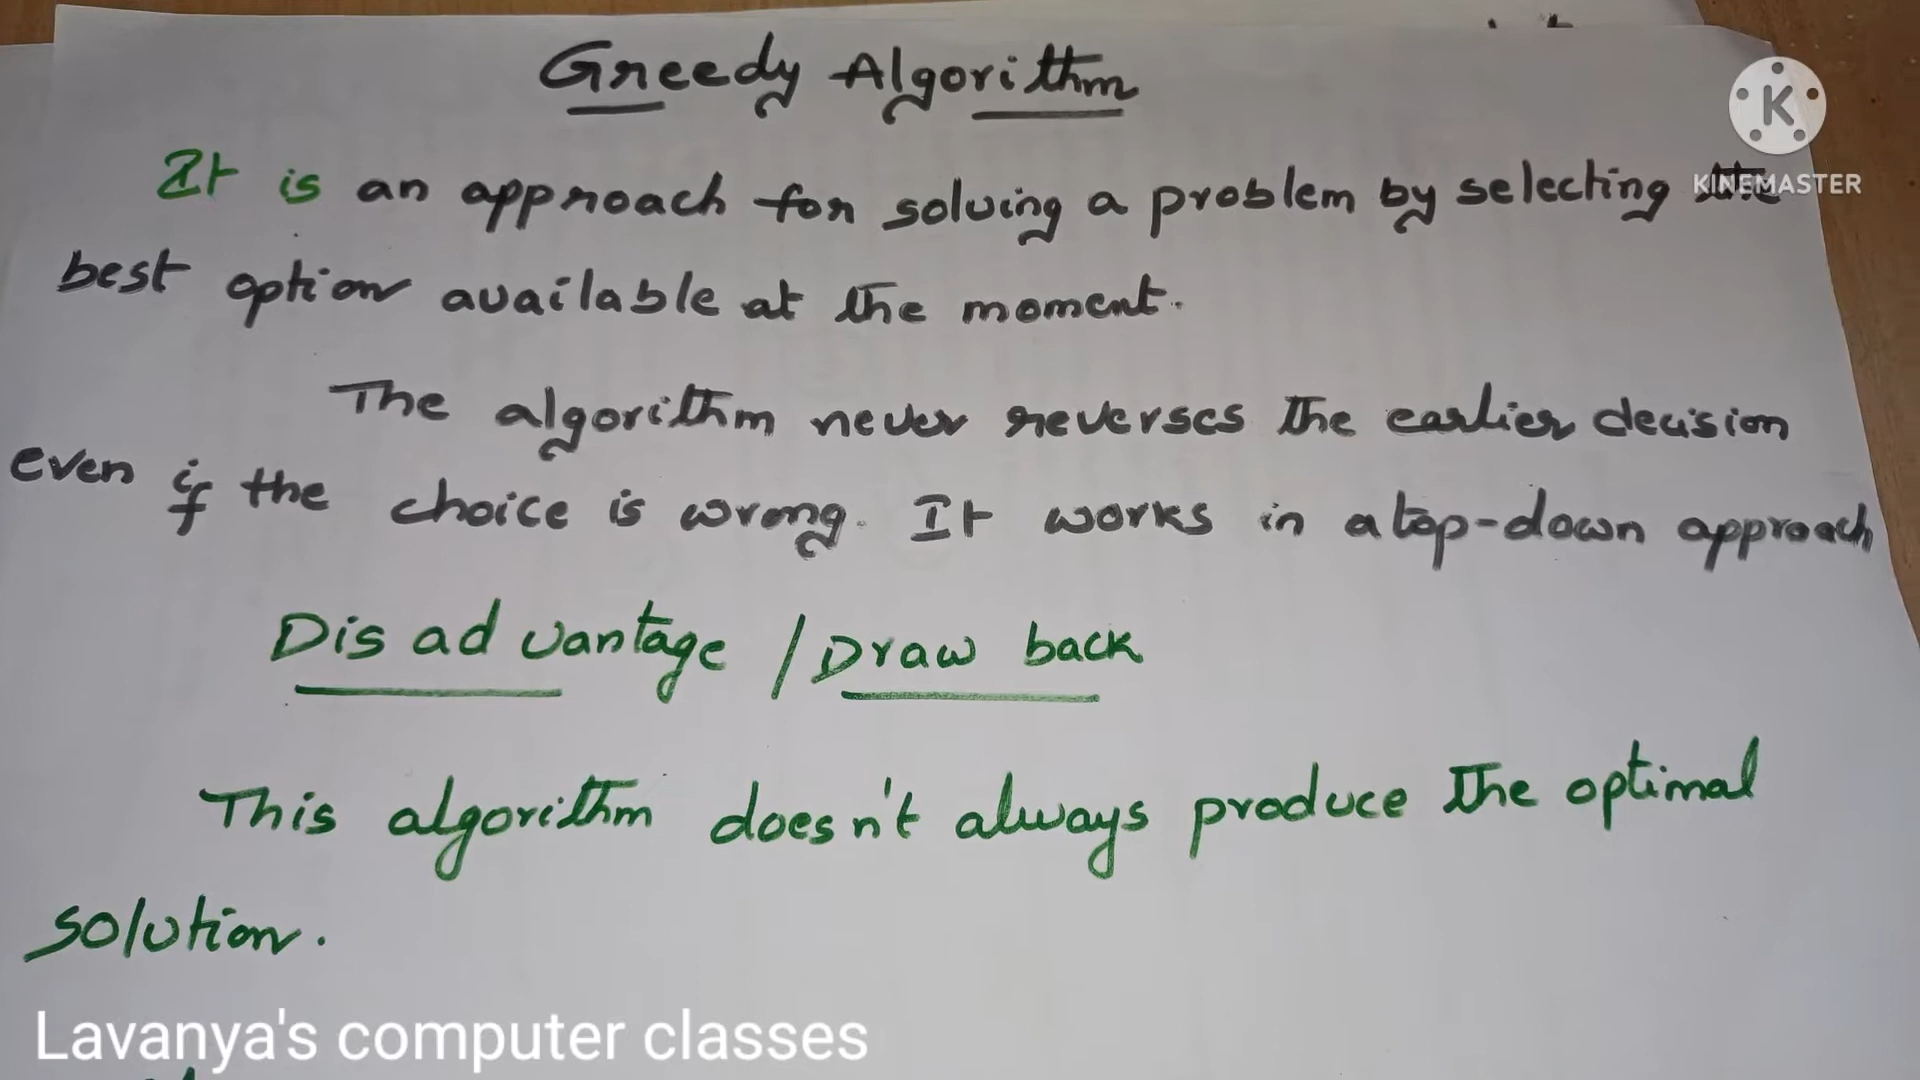 Greedy Algorithm
It is an approach for solving a problem by selecting the
KINEMASTER
best option available at the moment.
The algorithm never reverses the earlier decision
even if the choice is wrong. It works in a top-down approach
Dis ad vantage / Draw back
This algorithm doesn't always produce the optimal
solution.
Lavanya's computer classes